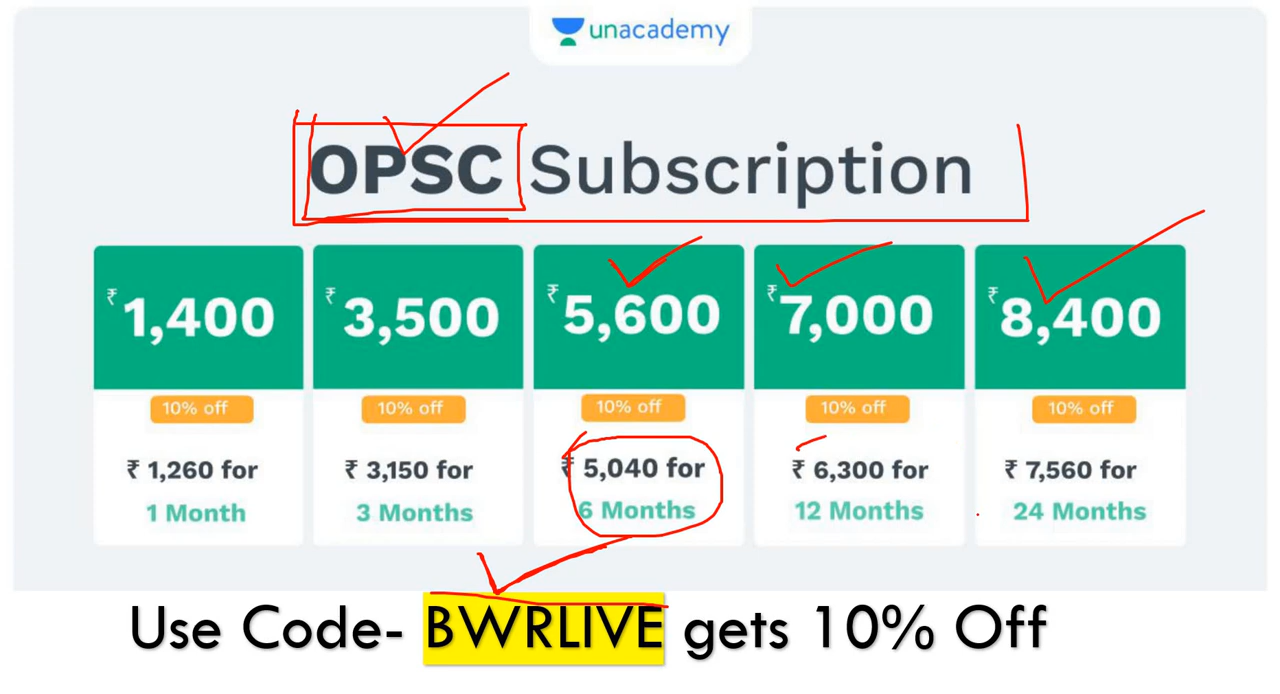 unacademy
OPSC Subscription
₹1,400 ₹3,500 ₹5,600 ₹7,000 ₹8,400
10% off 10% off 10% off 10% off 10% off
₹ 1,260 for ₹ 3,150 for ₹ 5,040 for ₹ 6,300 for ₹ 7,560 for
1 Month 3 Months 6 Months 12 Months 24 Months
Use Code- BWRLIVE gets 10% Off